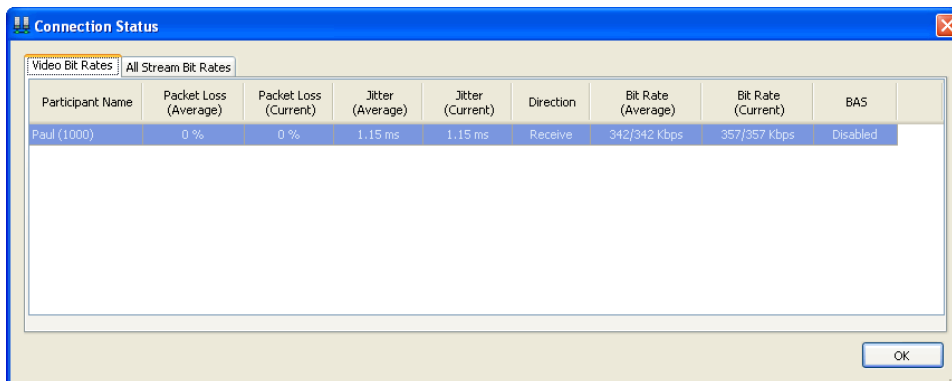 Connection Status
Video Bit Rates All Stream Bit Rates
Participant Name Packet Loss (Average) Packet Loss (Current) Jitter (Average) Jitter (Current) Direction Bit Rate (Average) Bit Rate (Current) BAS
Paul (1000) 0 % 0 % 1.15 ms 1.15 ms Receive 342/342 Kbps 357/357 Kbps Disabled
OK